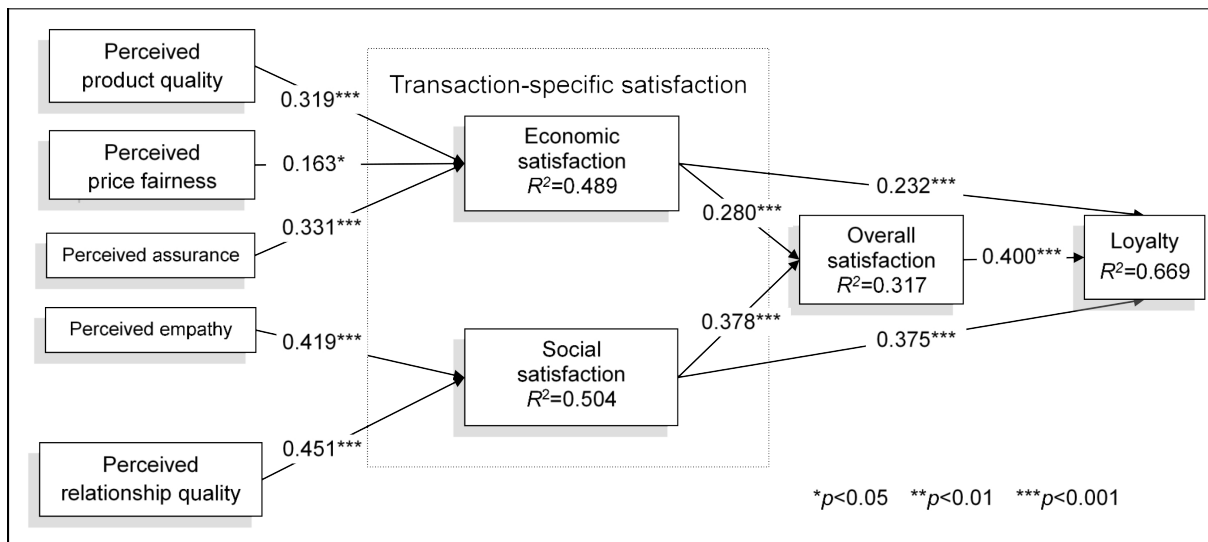 Perceived
product quality
Perceived
price fairness
Perceived assurance
Perceived empathy
Perceived
relationship quality
0.319***
0.163*
0.331***
0.419***
0.451***
Transaction-specific satisfaction
Economic
satisfaction
R²=0.489
Social
satisfaction
R²=0.504
0.232***
0.280***
0.378***
0.375***
Overall
satisfaction
R²=0.317
0.400***
Loyalty
R²=0.669
*p<0.05 **p<0.01 ***p<0.001